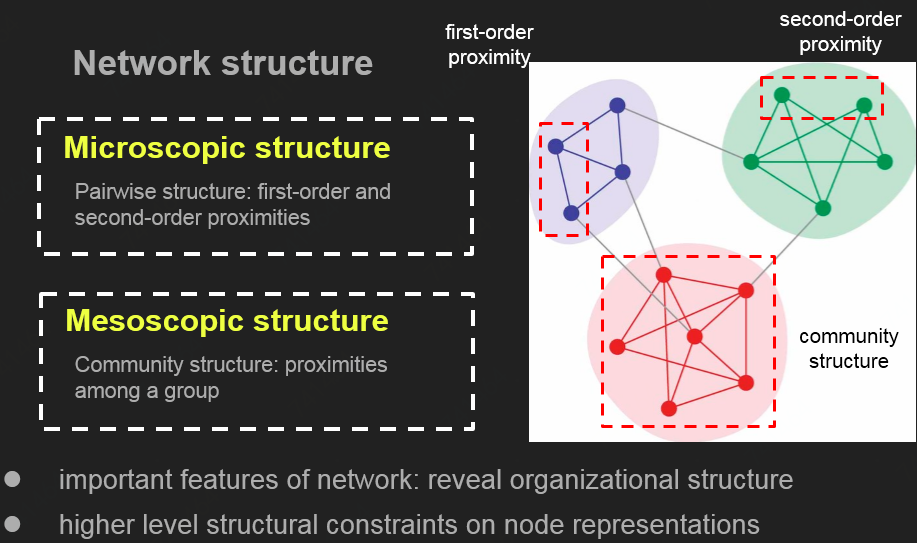 Network structure
Microscopic structure
Pairwise structure: first-order and
second-order proximities
Mesoscopic structure
Community structure: proximities
among a group
first-order
proximity
second-order
proximity
community
structure
● important features of network: reveal organizational structure
● higher level structural constraints on node representations